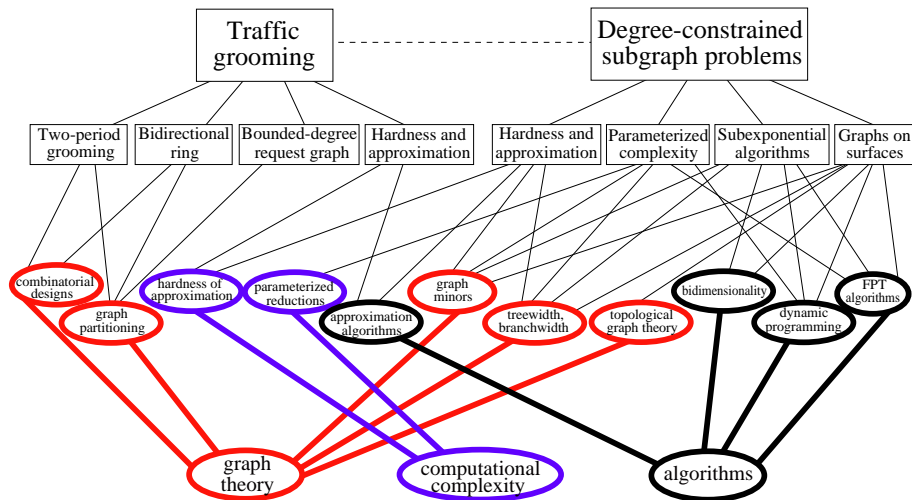 Traffic
grooming
Degree-constrained
subgraph problems
Two-period
grooming
Bidirectional
ring
Bounded-degree
request graph
Hardness and
approximation
Hardness and
approximation
Parameterized
complexity
Subexponential
algorithms
Graphs on
surfaces
combinatorial
designs
graph
partitioning
hardness of
approximation
parameterized
reductions
approximation
algorithms
graph
minors
treewidth,
branchwidth
topological
graph theory
bidimensionality
dynamic
programming
FPT
algorithms
graph
theory
computational
complexity
algorithms